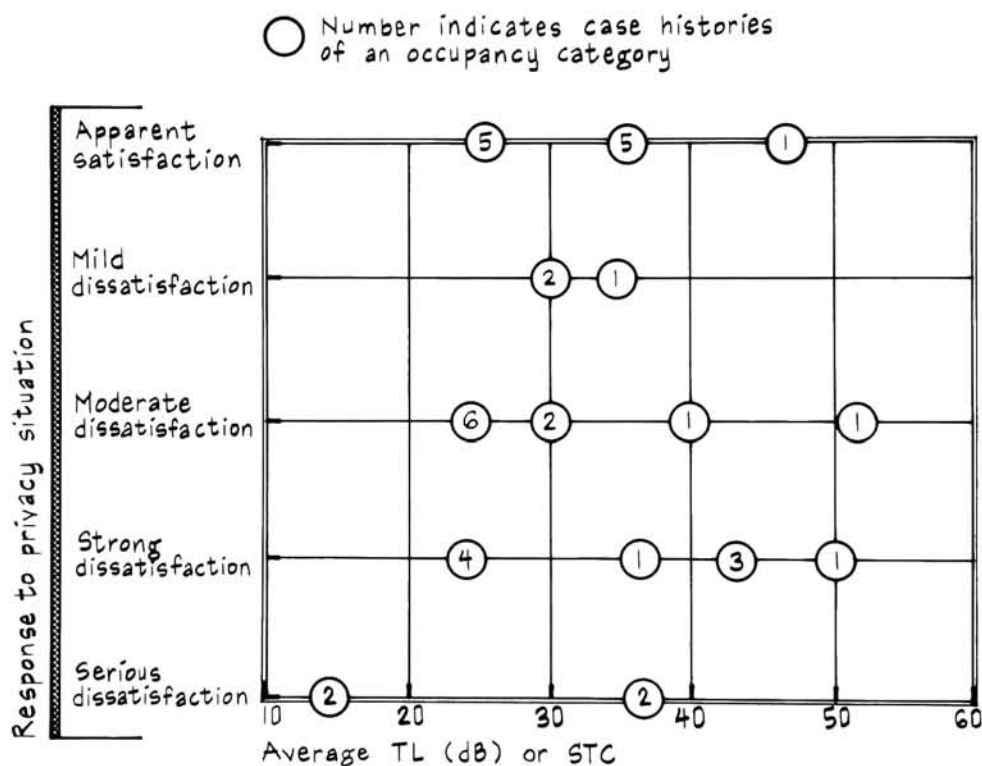 Number indicates case histories
of an occupancy category
Apparent
satisfaction
5 5 1
Mild
dissatisfaction
2 1
Moderate
dissatisfaction
6 2 1 1
Strong
dissatisfaction
4 1 3 1
Serious
dissatisfaction
2 2
10 20 30 40 50 60
Average TL (dB) or STC
Response to privacy situation